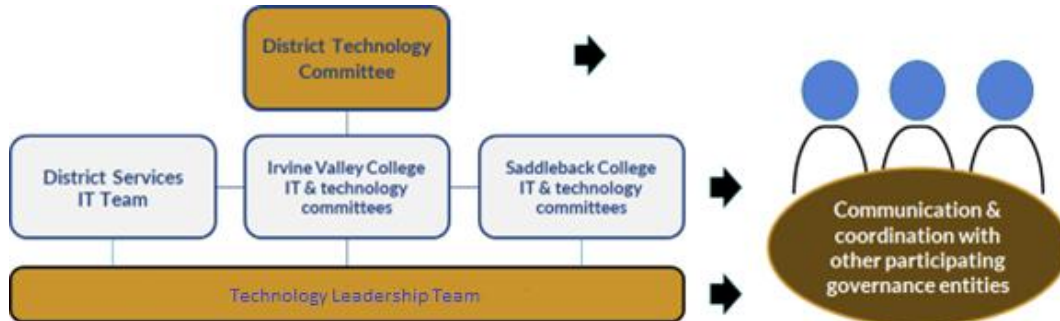 District Technology
Committee
District Services
IT Team
Irvine Valley College
IT & technology
committees
Saddleback College
IT & technology
committees
Technology Leadership Team
Communication &
coordination with
other participating
governance entities